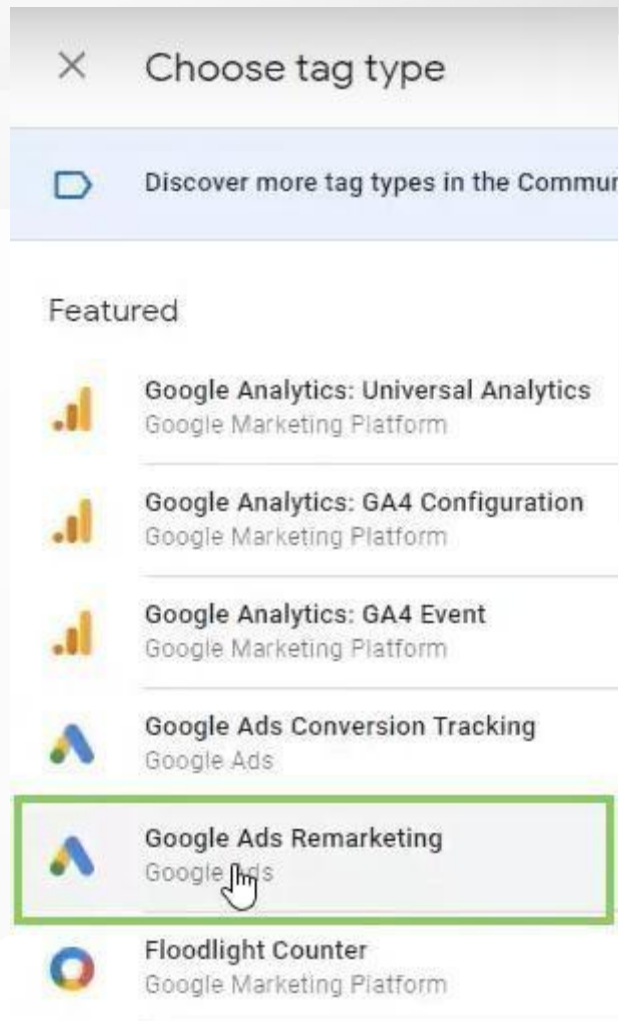 Choose tag type
Discover more tag types in the
Featured
Google Analytics: Universal Analytics
Google Marketing Platform
Google Analytics: GA4 Configuration
Google Marketing Platform
Google Analytics: GA4 Event
Google Marketing Platform
Google Ads Conversion Tracking
Google Ads
Google Ads Remarketing
Google Ads
Floodlight Counter
Google Marketing Platform